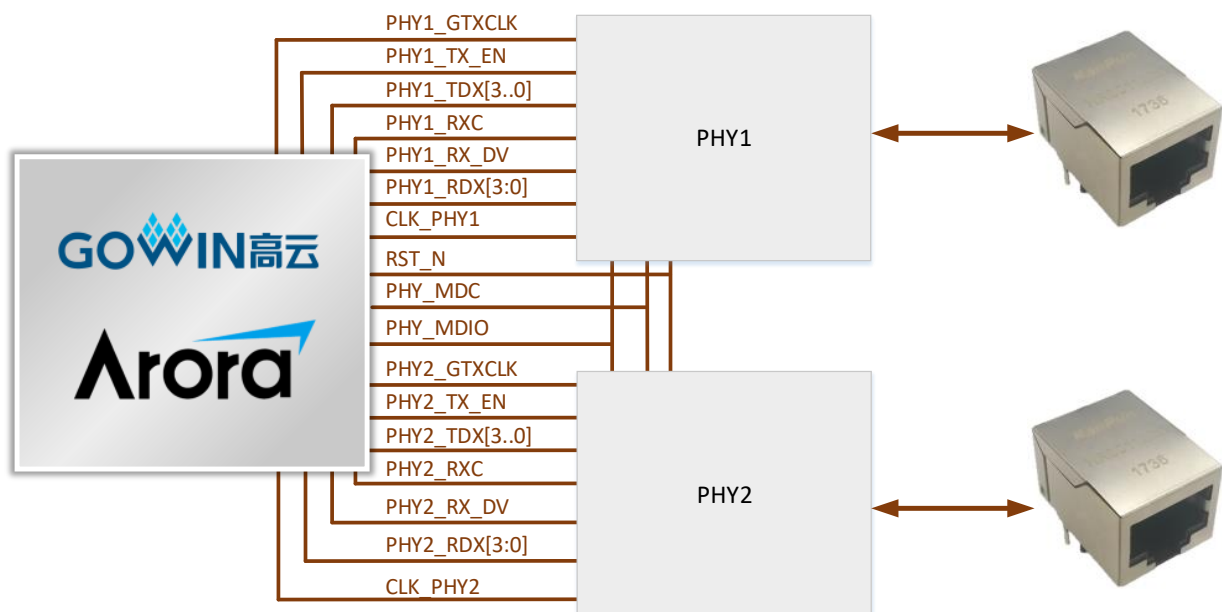 PHY1_GTXCLK
PHY1_TX_EN
PHY1_TDX[3..0]
PHY1_RXC
PHY1_RX_DV
PHY1_RDX[3:0]
CLK_PHY1
RST_N
PHY_MDC
PHY_MDIO
PHY2_GTXCLK
PHY2_TX_EN
PHY2_TDX[3..0]
PHY2_RXC
PHY2_RX_DV
PHY2_RDX[3:0]
CLK_PHY2
GOWIN高云
Arora
PHY1
PHY2
1736
1736